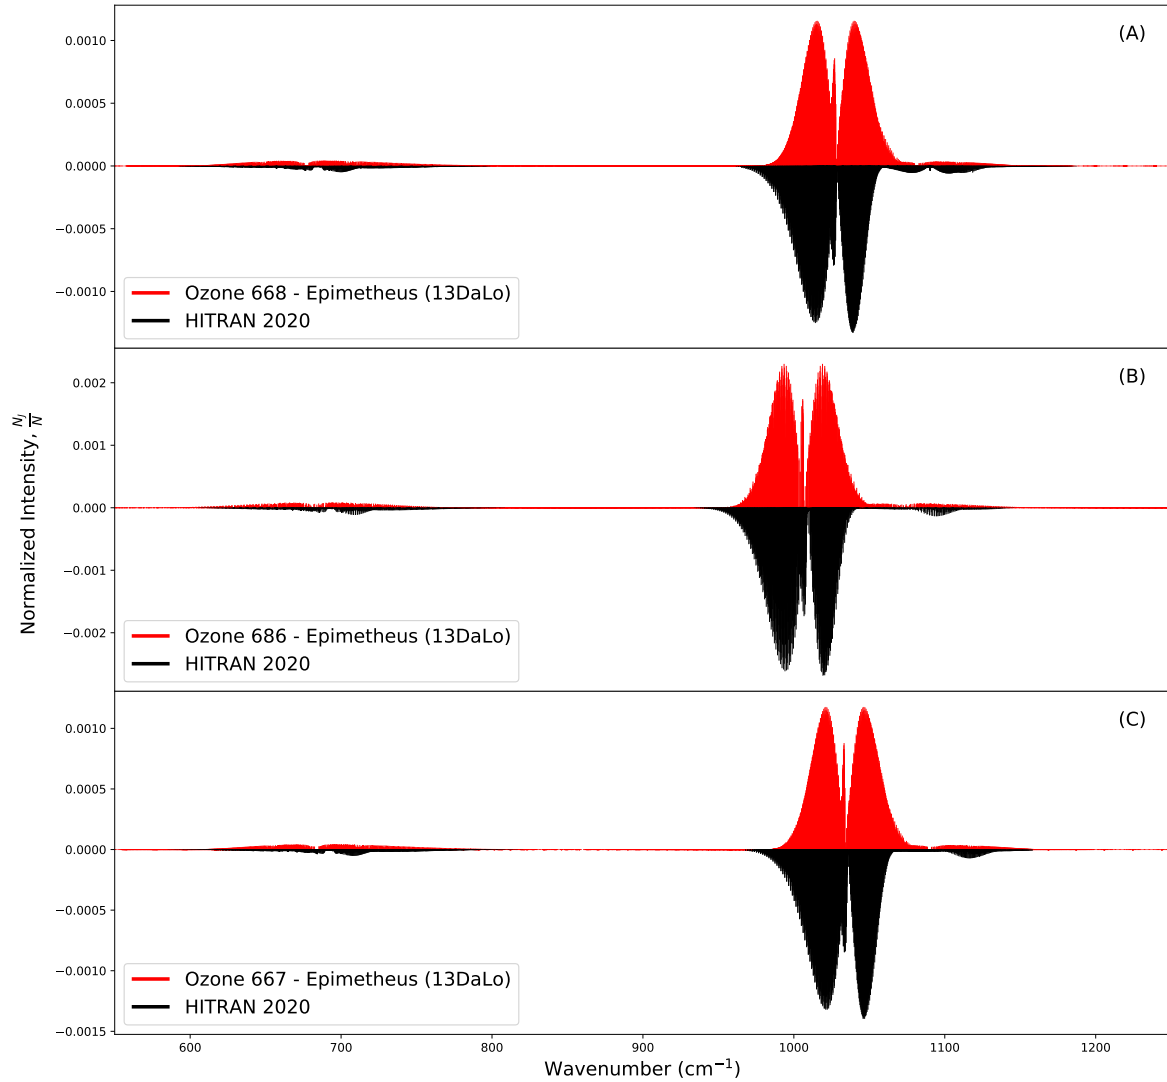 (A)
0.0010
0.0005
0.0000
−0.0005
−0.0010
Ozone 668 - Epimetheus (13DaLo)
HITRAN 2020
(B)
0.002
0.001
0.000
−0.001
−0.002
Ozone 686 - Epimetheus (13DaLo)
HITRAN 2020
Normalized Intensity, N_j/N
(C)
0.0010
0.0005
0.0000
−0.0005
−0.0010
−0.0015
Ozone 667 - Epimetheus (13DaLo)
HITRAN 2020
600 700 800 900 1000 1100 1200
Wavenumber (cm⁻¹)